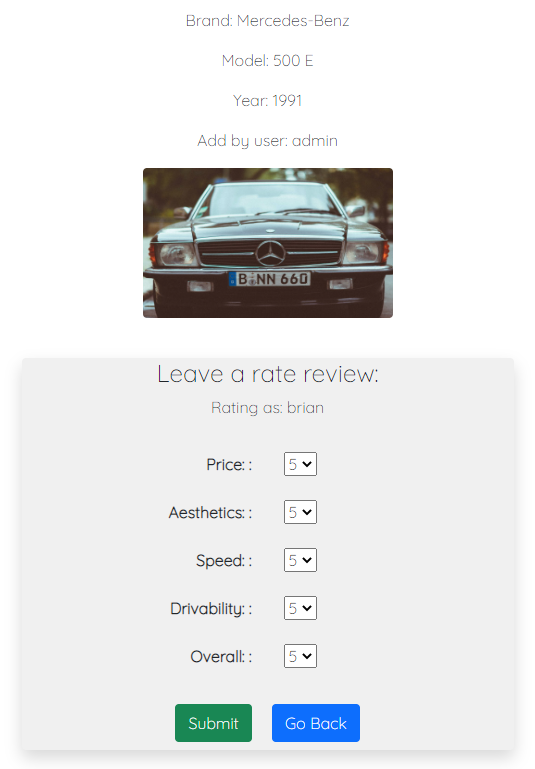 Brand: Mercedes-Benz
Model: 500 E
Year: 1991
Add by user: admin
B NN 660
Leave a rate review:
Rating as: brian
Price: : 5
Aesthetics: : 5
Speed: : 5
Drivability: : 5
Overall: : 5
Submit Go Back